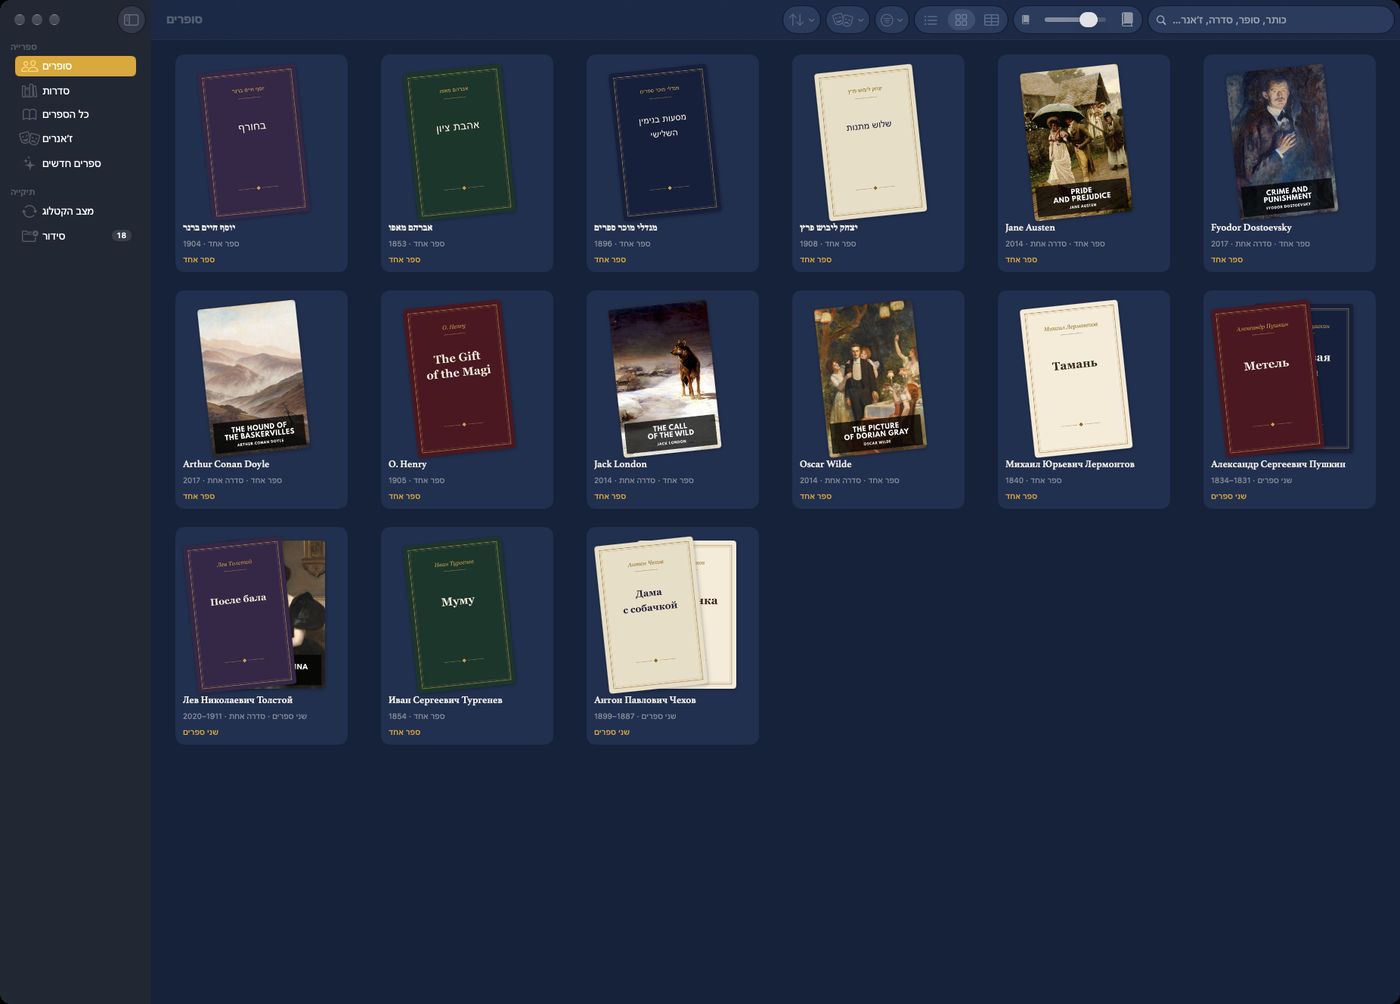 סופרים
כותר, סופר, סדרה, ז'אנר...
ספרייה
סופרים
סדרות
כל הספרים
ז'אנרים
ספרים חדשים
תיקייה
מצב הקטלוג
סידור
18
יוסף חיים ברנר
בחורף
יוסף חיים ברנר
1904 · ספר אחד
ספר אחד
אברהם מאפו
אהבת ציון
אברהם מאפו
1853 · ספר אחד
ספר אחד
מנדלי מוכר ספרים
מסעות בנימין
השלישי
מנדלי מוכר ספרים
1896 · ספר אחד
ספר אחד
יצחק ליבוש פרץ
שלוש מתנות
יצחק ליבוש פרץ
1908 · ספר אחד
ספר אחד
PRIDE
AND PREJUDICE
JANE AUSTEN
Jane Austen
2014 · ספר אחד · סדרה אחת
ספר אחד
CRIME AND
PUNISHMENT
FYODOR DOSTOEVSKY
Fyodor Dostoevsky
2017 · ספר אחד · סדרה אחת
ספר אחד
THE HOUND OF
THE BASKERVILLES
ARTHUR CONAN DOYLE
Arthur Conan Doyle
2017 · ספר אחד · סדרה אחת
ספר אחד
O. Henry
The Gift
of the Magi
O. Henry
1905 · ספר אחד
ספר אחד
THE CALL
OF THE WILD
JACK LONDON
Jack London
2014 · ספר אחד · סדרה אחת
ספר אחד
THE PICTURE
OF DORIAN GRAY
OSCAR WILDE
Oscar Wilde
2014 · ספר אחד · סדרה אחת
ספר אחד
Михаил Лермонтов
Тамань
Михаил Юрьевич Лермонтов
1840 · ספר אחד
ספר אחד
Александр Пушкин
Метель
ая
Александр Сергеевич Пушкин
1831–1834 · שני ספרים
שני ספרים
Лев Толстой
После бала
INA
Лев Николаевич Толстой
1911–2020 · שני ספרים · סדרה אחת
שני ספרים
Иван Тургенев
Муму
Иван Сергеевич Тургенев
1854 · ספר אחד
ספר אחד
Антон Чехов
Дама
с собачкой
нка
Антон Павлович Чехов
1887–1899 · שני ספרים
שני ספרים